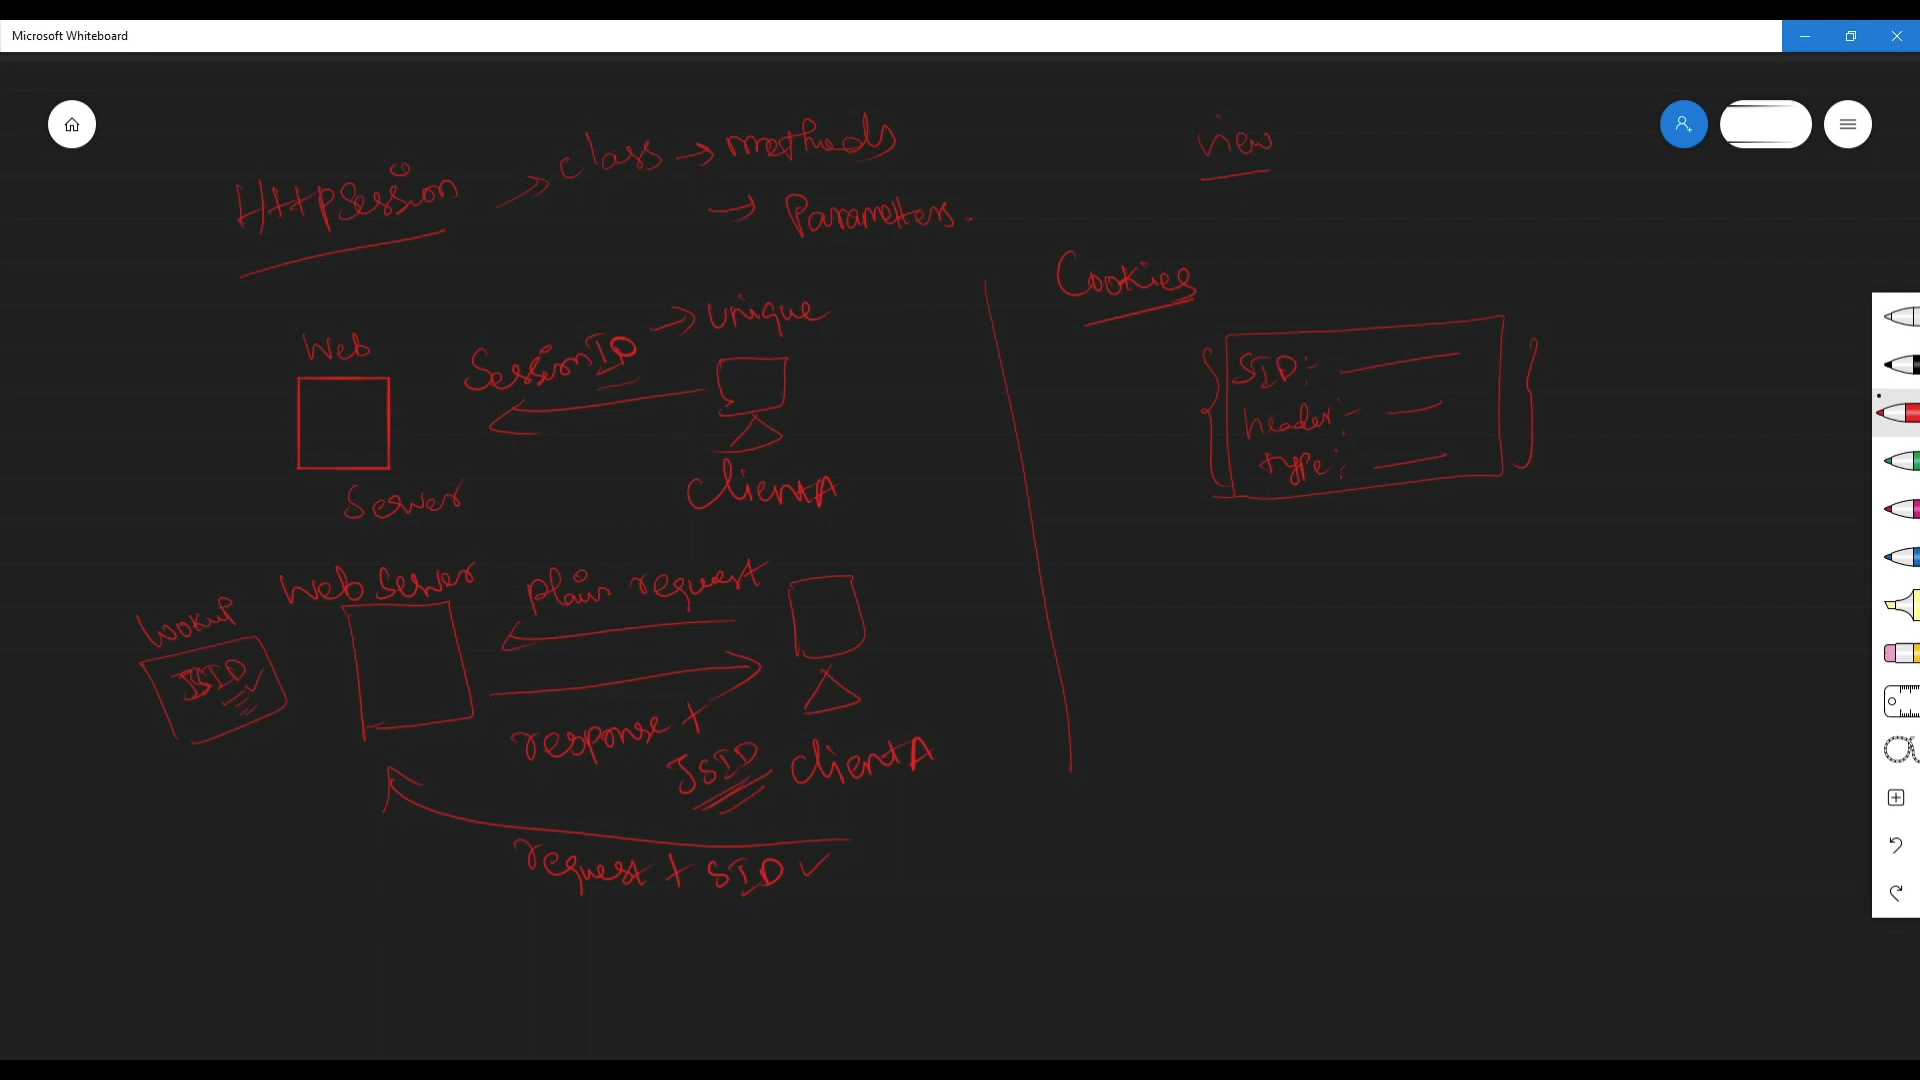 Microsoft Whiteboard
HttpSession → class → methods
→ Parameters.
view
Cookies
Web
Server
SessionID → unique
ClientA
SID:-
header:-
type:-
Web Server
Lookup
JSID
plain request
response +
JSID
clientA
request + SID ✓